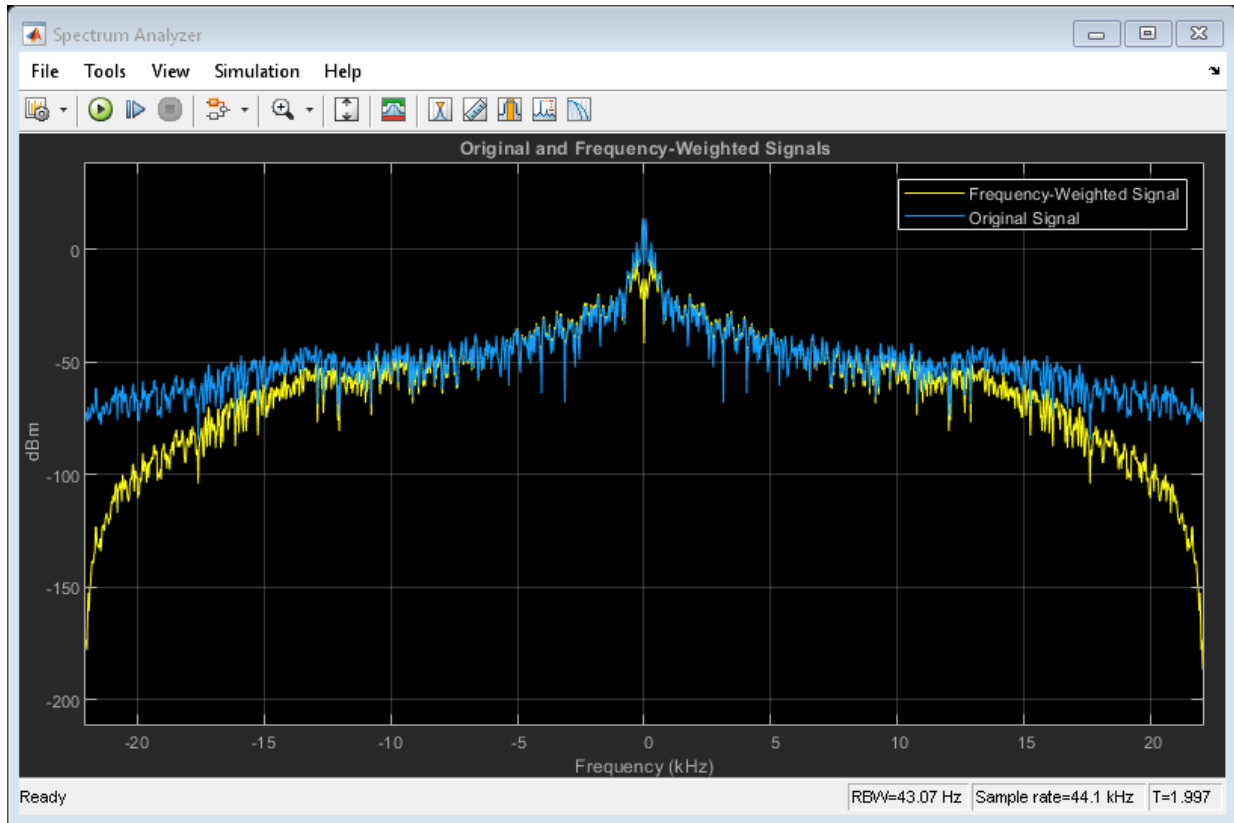 Spectrum Analyzer
File Tools View Simulation Help
Original and Frequency-Weighted Signals
Frequency-Weighted Signal
Original Signal
0
-50
-100
-150
-200
dBm
-20 -15 -10 -5 0 5 10 15 20
Frequency (kHz)
Ready RBW=43.07 Hz Sample rate=44.1 kHz T=1.997